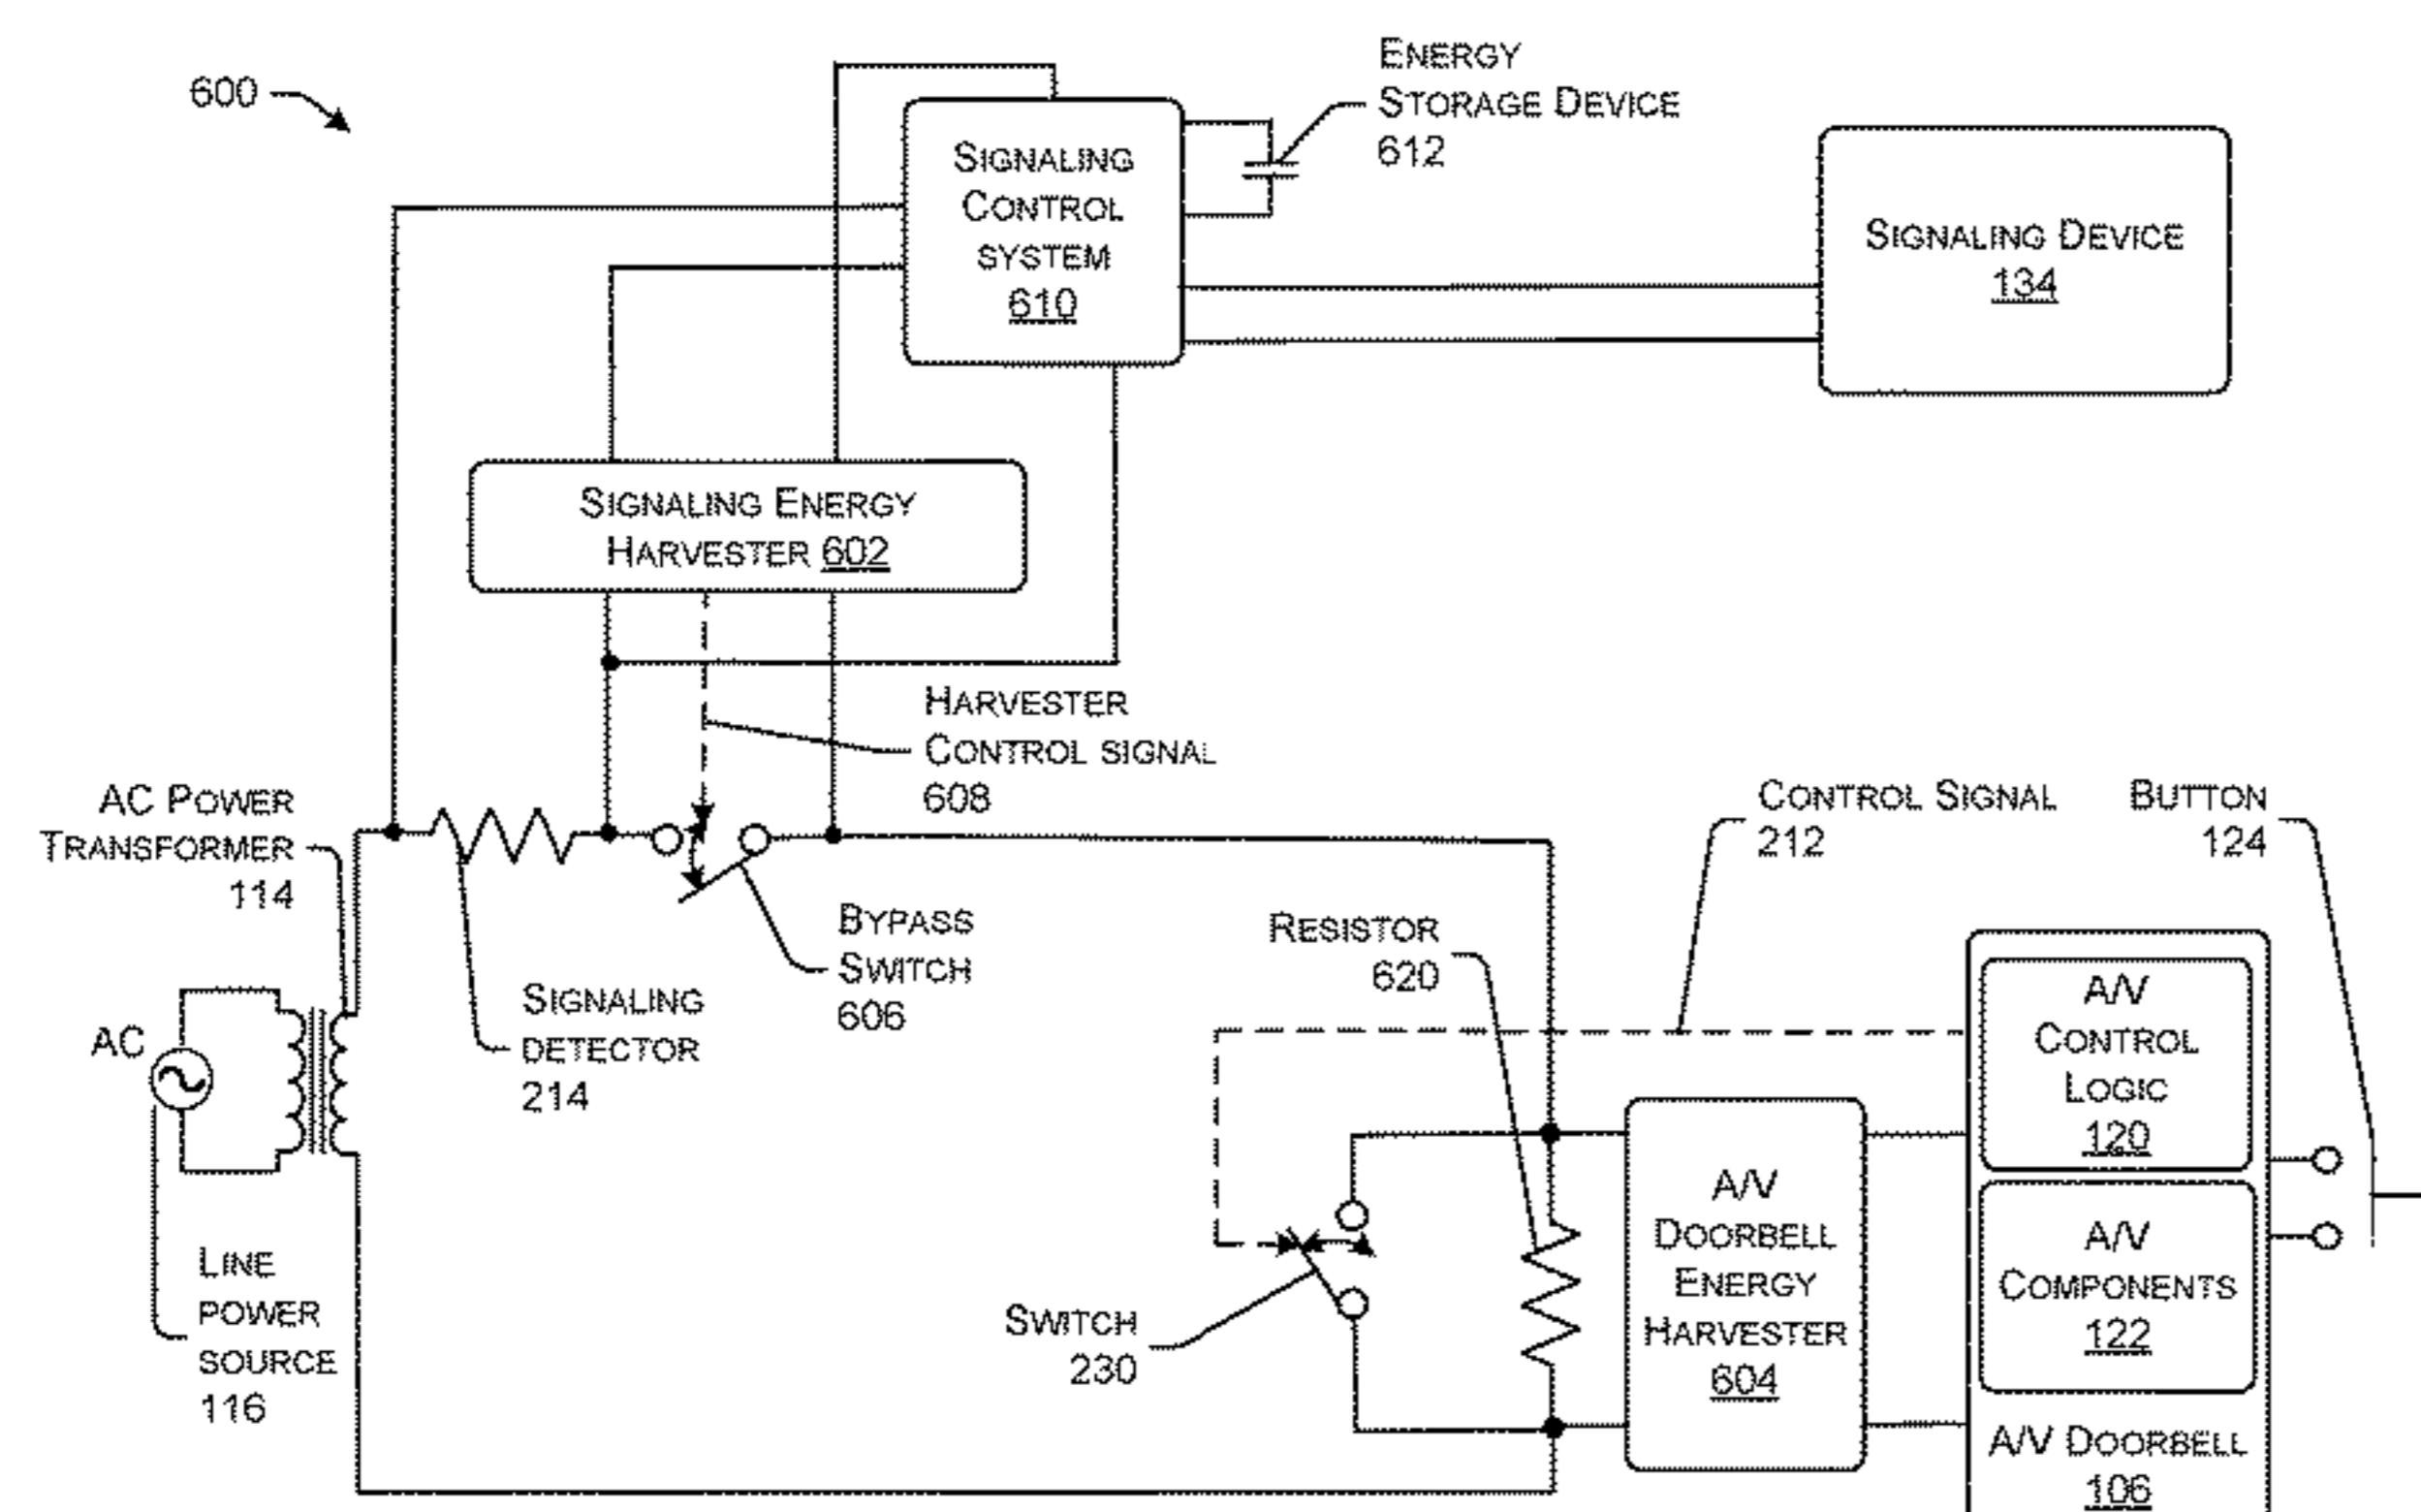 600
ENERGY
STORAGE DEVICE
612
SIGNALING
CONTROL
SYSTEM
610
SIGNALING DEVICE
134
SIGNALING ENERGY
HARVESTER 602
HARVESTER
CONTROL SIGNAL
608
AC POWER
TRANSFORMER
114
CONTROL SIGNAL
212
BUTTON
124
BYPASS
SWITCH
606
RESISTOR
620
SIGNALING
DETECTOR
214
AC
LINE
POWER
SOURCE
116
SWITCH
230
A/V
DOORBELL
ENERGY
HARVESTER
604
A/V
CONTROL
LOGIC
120
A/V
COMPONENTS
122
A/V DOORBELL
106